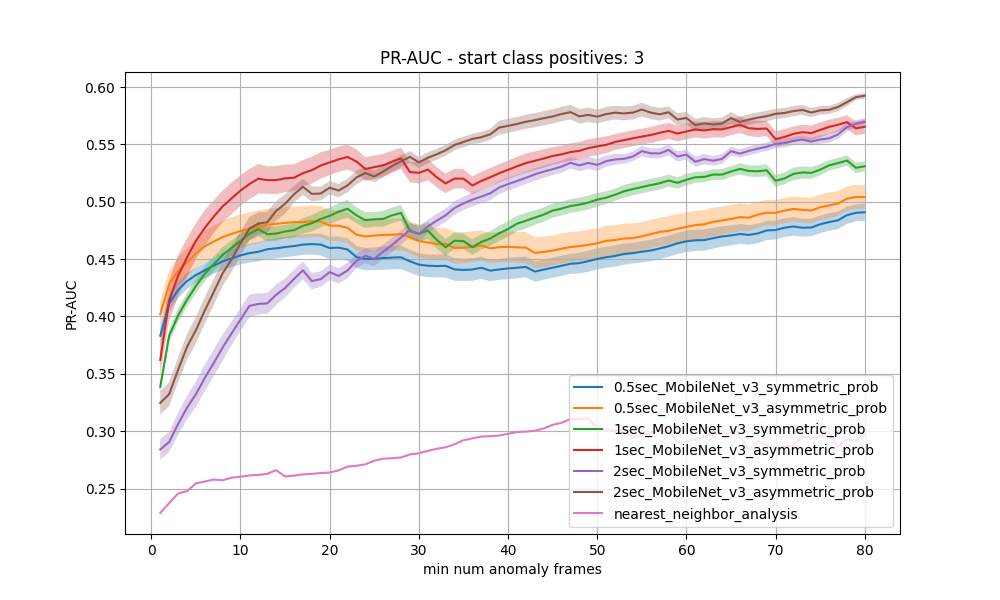 PR-AUC - start class positives: 3
0.60
0.55
0.50
0.45
0.40
0.35
0.30
0.25
PR-AUC
0.5sec_MobileNet_v3_symmetric_prob
0.5sec_MobileNet_v3_asymmetric_prob
1sec_MobileNet_v3_symmetric_prob
1sec_MobileNet_v3_asymmetric_prob
2sec_MobileNet_v3_symmetric_prob
2sec_MobileNet_v3_asymmetric_prob
nearest_neighbor_analysis
0 10 20 30 40 50 60 70 80
min num anomaly frames